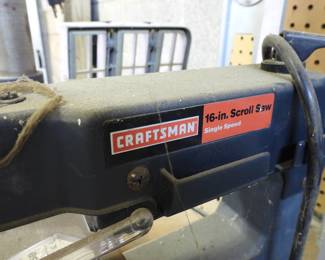 CRAFTSMAN
16-in. Scroll Saw
Single Speed